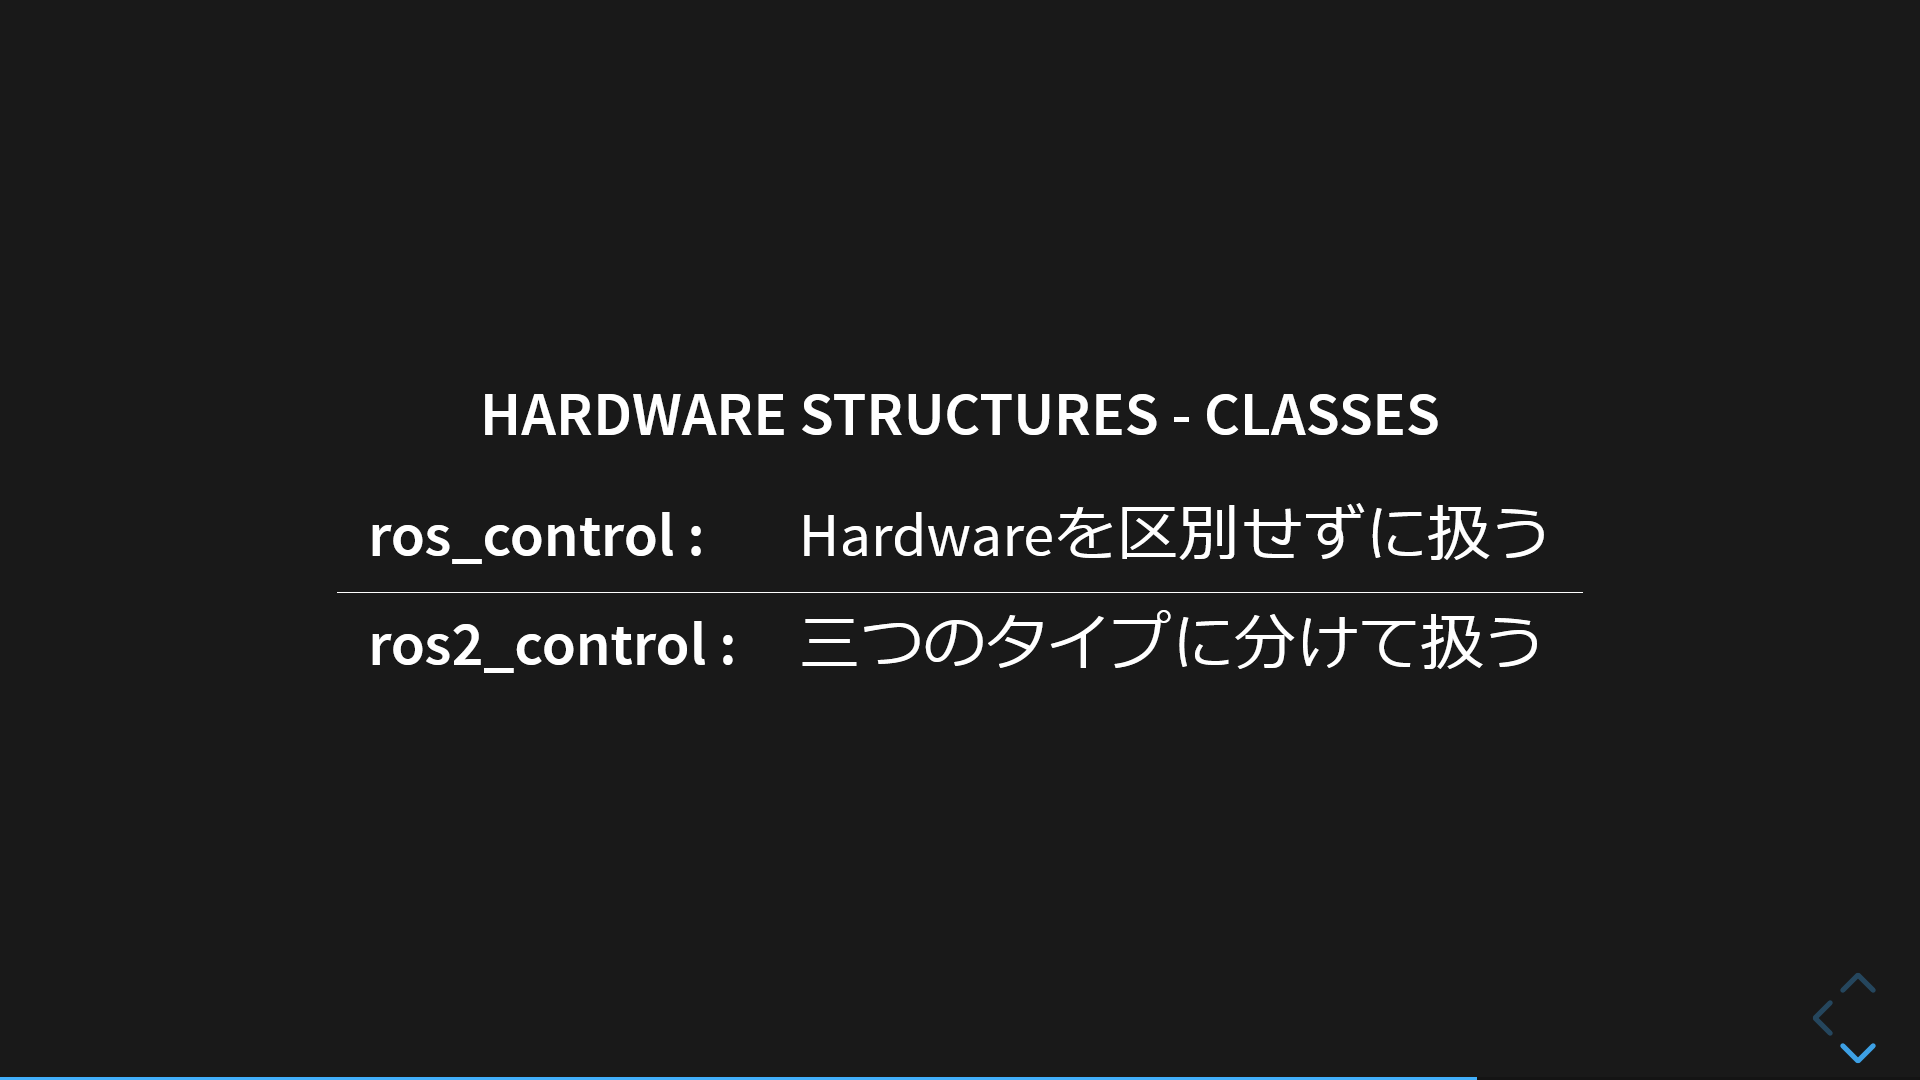 HARDWARE STRUCTURES - CLASSES
ros_control : Hardwareを区別せずに扱う
ros2_control : 三つのタイプに分けて扱う